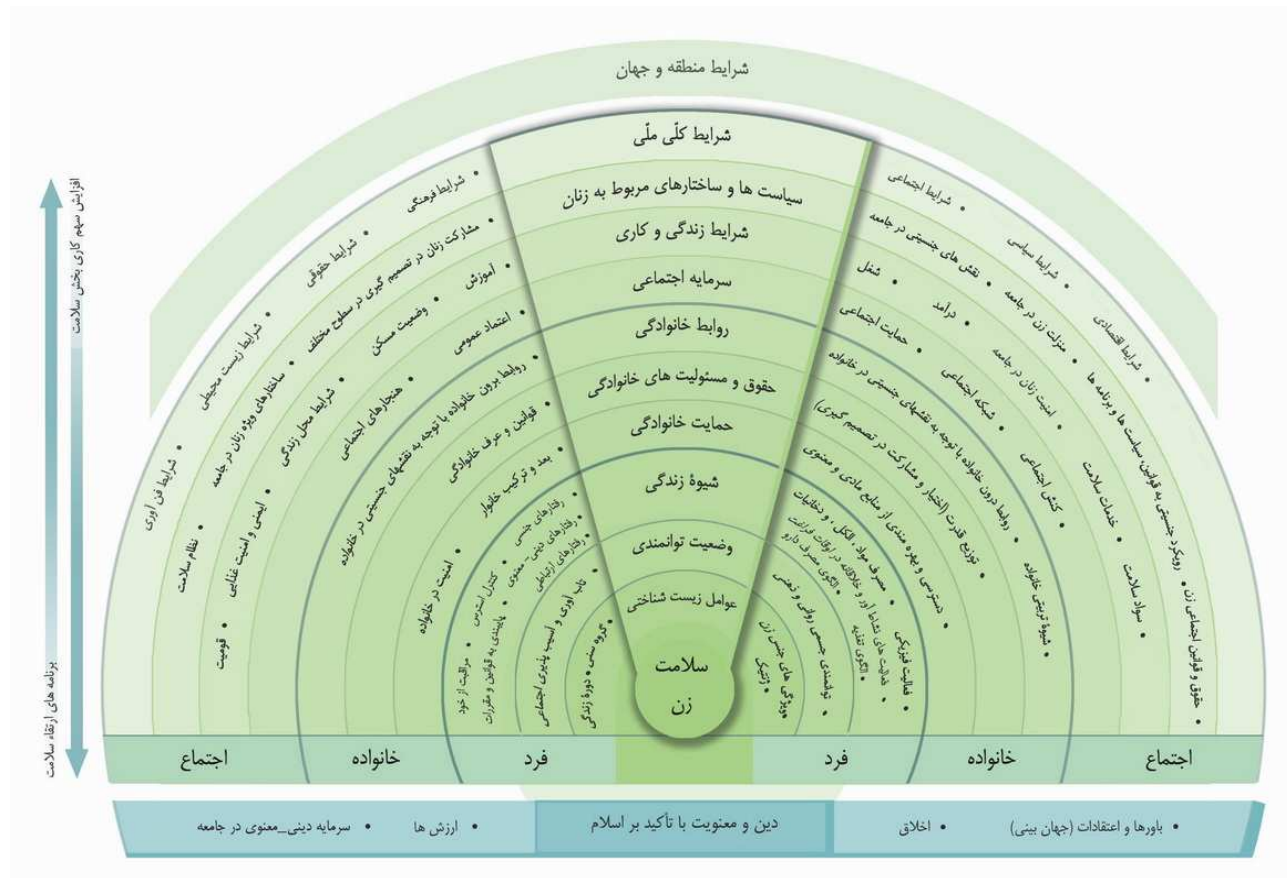 شرایط منطقه و جهان
شرایط کلّی ملّی
سیاست ها و ساختارهای مربوط به زنان
شرایط زندگی و کاری
سرمایه اجتماعی
روابط خانوادگی
حقوق و مسئولیت های خانوادگی
حمایت خانوادگی
شیوهٔ زندگی
وضعیت توانمندی
عوامل زیست شناختی
سلامت
زن
• شرایط اجتماعی
• شرایط سیاسی
• شرایط اقتصادی
• نقش های جنسیتی در جامعه
• منزلت زن در جامعه
• رویکرد جنسیتی به قوانین، سیاست ها و برنامه ها
• حقوق و قوانین اجتماعی زن
• شغل
• درآمد
• امنیت زنان در جامعه
• خدمات سلامت
• سواد سلامت
• حمایت اجتماعی
• شبکه اجتماعی
• کنش اجتماعی
• روابط درون خانواده با توجه به نقشهای جنسیتی در خانواده
• شیوهٔ تربیتی خانواده
• توزیع قدرت (اختیار و مشارکت در تصمیم گیری)
• دسترسی و بهره مندی از منابع مادی و معنوی
• مصرف مواد، الکل ، و دخانیات
• فعالیت فیزیکی
• فعالیت های نشاط آور و خلاقانه در اوقات فراغت
• الگوی مصرف دارو
• الگوی تغذیه
• توانمندی جسمی روانی و ذهنی
• ویژگی های جنس زن
• ژنتیک
• شرایط فرهنگی
• شرایط حقوقی
• شرایط زیست محیطی
• شرایط فن آوری
• مشارکت زنان در تصمیم گیری در سطوح مختلف
• ساختارهای ویژه زنان در جامعه
• نظام سلامت
• آموزش
• وضعیت مسکن
• شرایط محل زندگی
• ایمنی و امنیت غذایی
• قومیت
• اعتماد عمومی
• هنجارهای اجتماعی
• روابط برون خانواده با توجه به نقشهای جنسیتی در خانواده
• قوانین و عرف خانوادگی
• بعد و ترکیب خانوار
• امنیت در خانواده
• رفتارهای جنسی
• رفتارهای دینی_ معنوی
• رفتارهای ارتباطی
• کنترل استرس
• پایبندی به قوانین و مقررات
• مراقبت از خود
• تاب آوری و آسیب پذیری اجتماعی
• گروه سنی
• دورهٔ زندگی
افزایش سهم کاری بخش سلامت
برنامه های ارتقاء سلامت
اجتماع
خانواده
فرد
فرد
خانواده
اجتماع
• باورها و اعتقادات (جهان بینی)
• اخلاق
دین و معنویت با تأکید بر اسلام
• ارزش ها
• سرمایه دینی_معنوی در جامعه